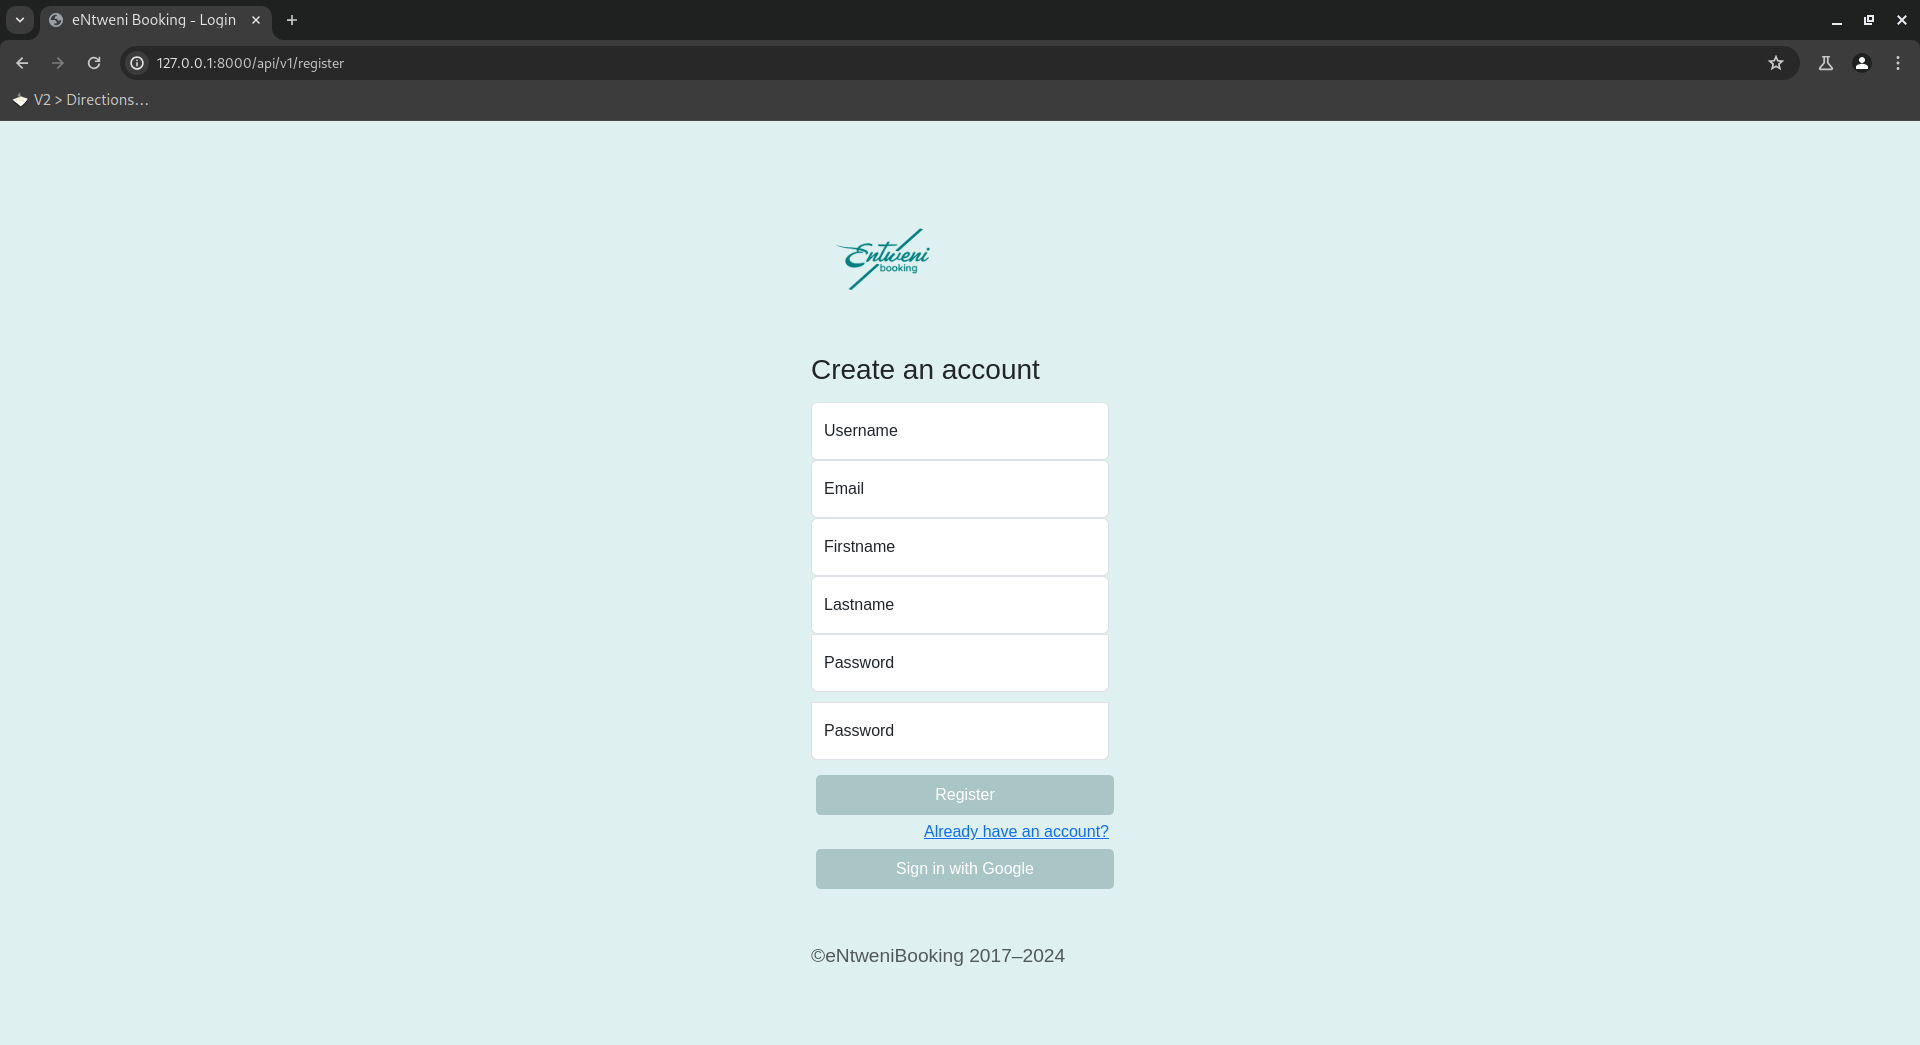 eNtweni Booking - Login
127.0.0.1:8000/api/v1/register
V2 > Directions…
Entweni
booking
Create an account
Username
Email
Firstname
Lastname
Password
Password
Register
Already have an account?
Sign in with Google
©eNtweniBooking 2017–2024